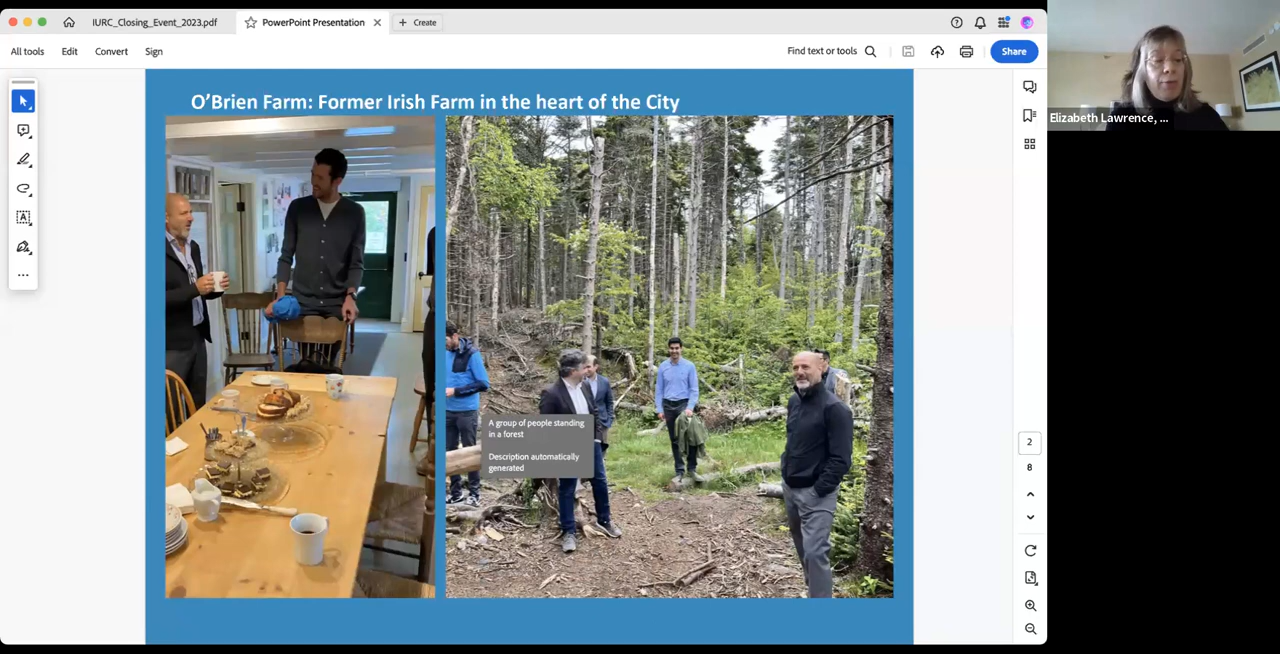 IURC_Closing_Event_2023.pdf
PowerPoint Presentation
Create
All tools
Edit
Convert
Sign
Find text or tools
Share
O'Brien Farm: Former Irish Farm in the heart of the City
Elizabeth Lawrence, ...
A group of people standing
in a forest
Description automatically
generated
2
8